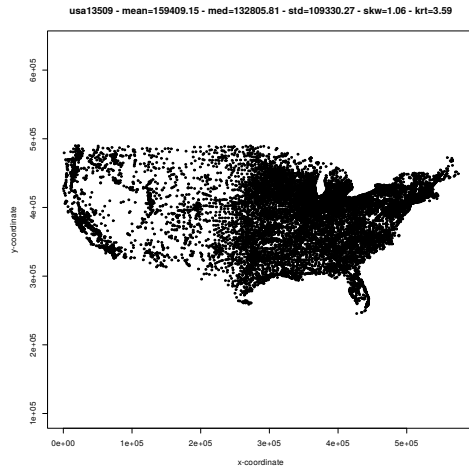 usa13509 - mean=159409.15 - med=132805.81 - std=109330.27 - skw=1.06 - krt=3.59
y-coordinate
6e+05
5e+05
4e+05
3e+05
2e+05
1e+05
0e+00 1e+05 2e+05 3e+05 4e+05 5e+05
x-coordinate